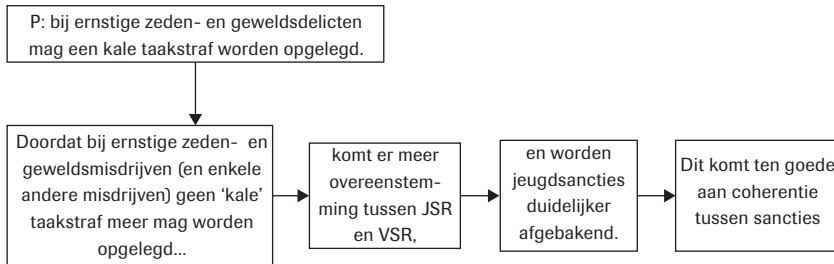 P: bij ernstige zeden- en geweldsdelicten
mag een kale taakstraf worden opgelegd.
Doordat bij ernstige zeden- en
geweldsmisdrijven (en enkele
andere misdrijven) geen ‘kale’
taakstraf meer mag worden
opgelegd...
komt er meer
overeenstem-
ming tussen JSR
en VSR,
en worden
jeugdsancties
duidelijker
afgebakend.
Dit komt ten goede
aan coherentie
tussen sancties